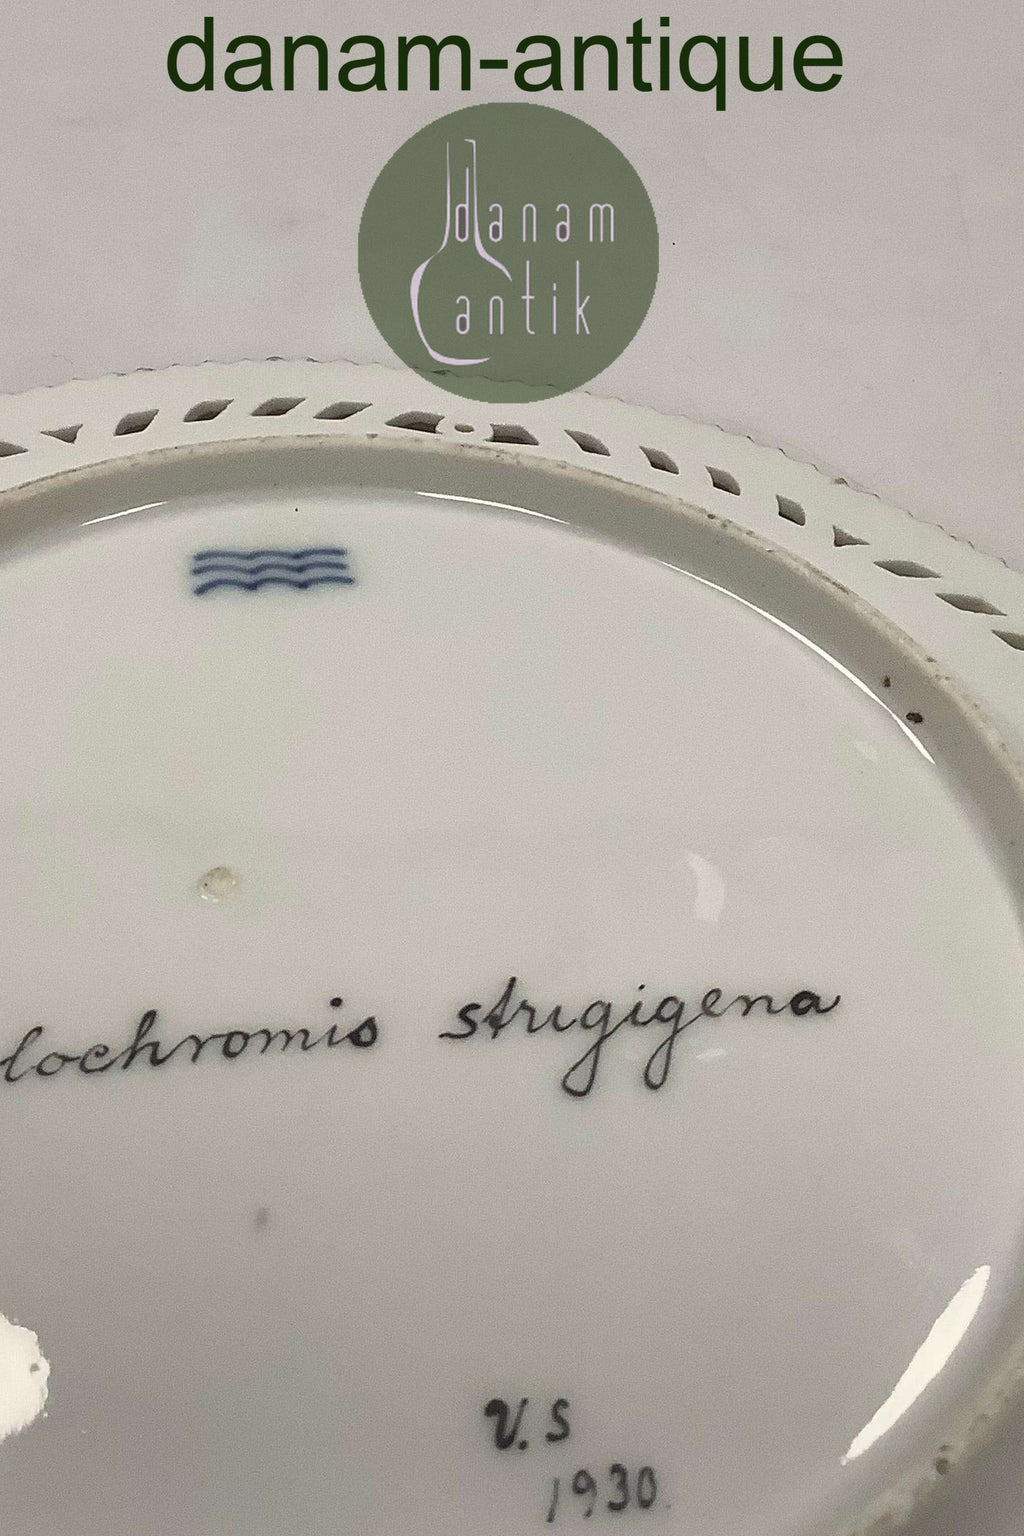 danam-antique
danam
antik
lochromis strigigena
V. S
1930.